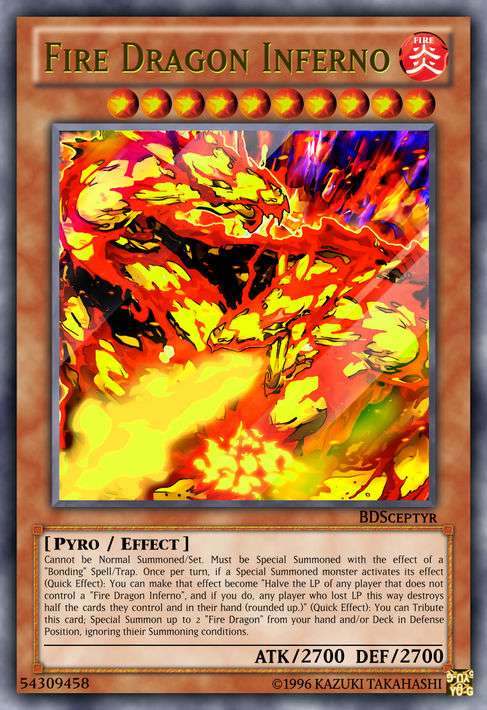 Fire Dragon Inferno
FIRE
炎
BDSceptyr
[ Pyro / Effect ]
Cannot be Normal Summoned/Set. Must be Special Summoned with the effect of a
"Bonding" Spell/Trap. Once per turn, if a Special Summoned monster activates its effect
(Quick Effect): You can make that effect become "Halve the LP of any player that does not
control a "Fire Dragon Inferno", and if you do, any player who lost LP this way destroys
half the cards they control and in their hand (rounded up.)" (Quick Effect): You can Tribute
this card; Special Summon up to 2 "Fire Dragon" from your hand and/or Deck in Defense
Position, ignoring thieir Summoning conditions.
ATK/2700 DEF/2700
54309458
©1996 KAZUKI TAKAHASHI